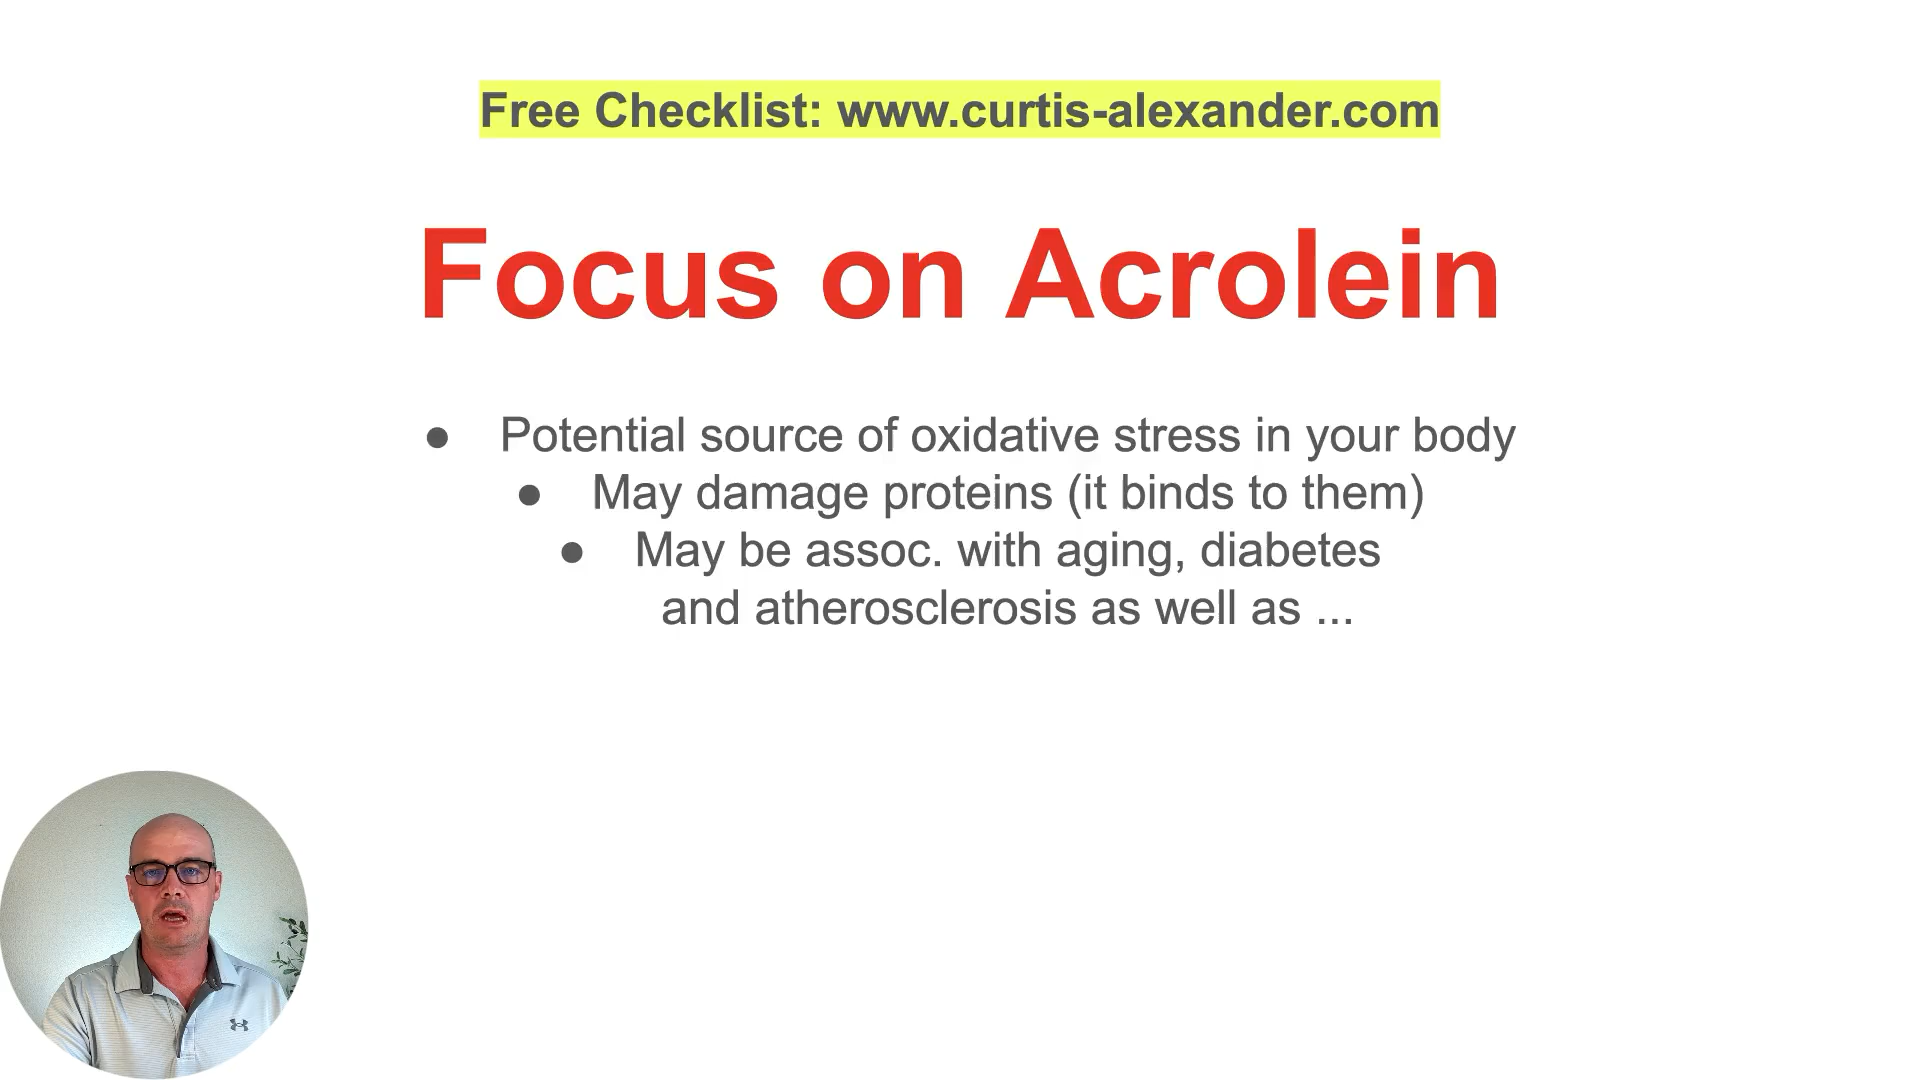 Free Checklist: www.curtis-alexander.com
Focus on Acrolein
● Potential source of oxidative stress in your body
● May damage proteins (it binds to them)
● May be assoc. with aging, diabetes
and atherosclerosis as well as ...